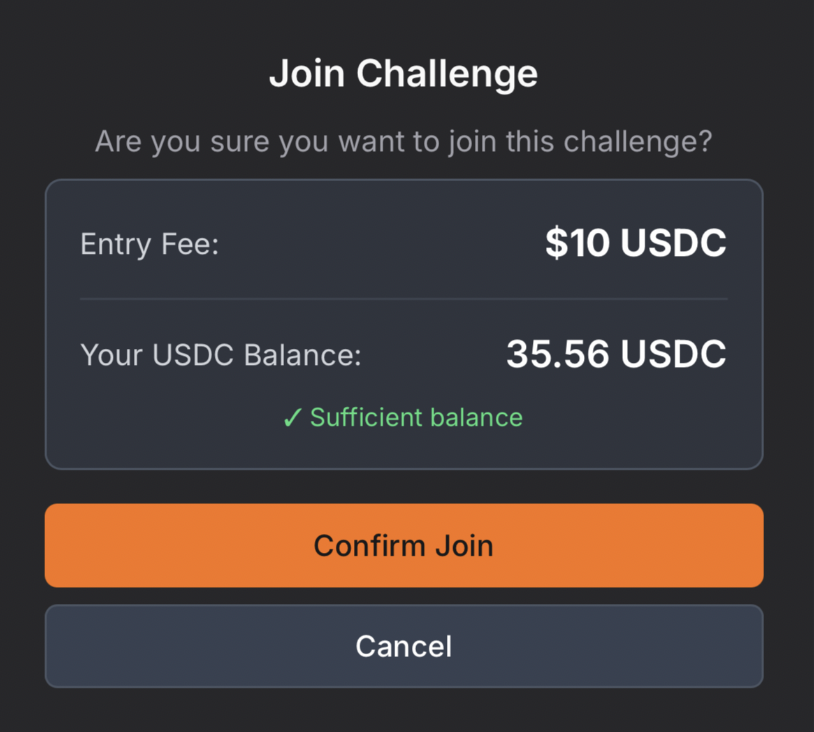 Join Challenge
Are you sure you want to join this challenge?
Entry Fee: $10 USDC
Your USDC Balance: 35.56 USDC
✓ Sufficient balance
Confirm Join
Cancel